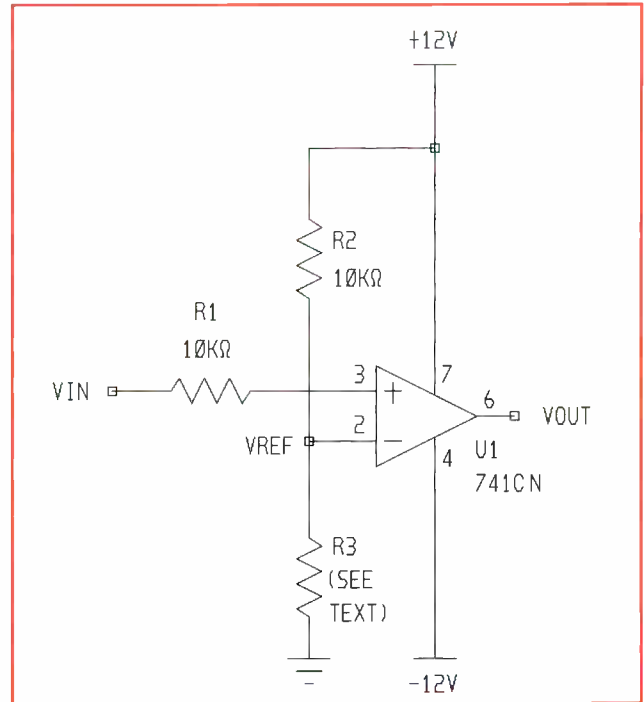 +12V
R2
10KΩ
R1
10KΩ
VIN
3
+
7
6
VOUT
VREF
2
−
4
U1
741CN
R3
(SEE
TEXT)
-12V